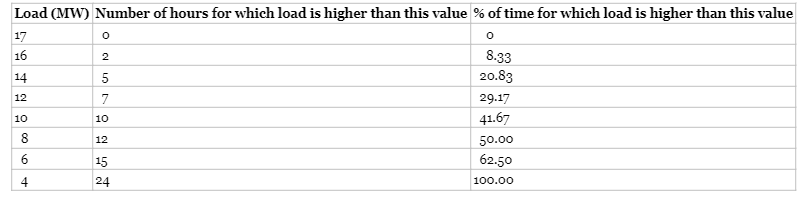 Load (MW) Number of hours for which load is higher than this value % of time for which load is higher than this value
17 0 0
16 2 8.33
14 5 20.83
12 7 29.17
10 10 41.67
8 12 50.00
6 15 62.50
4 24 100.00